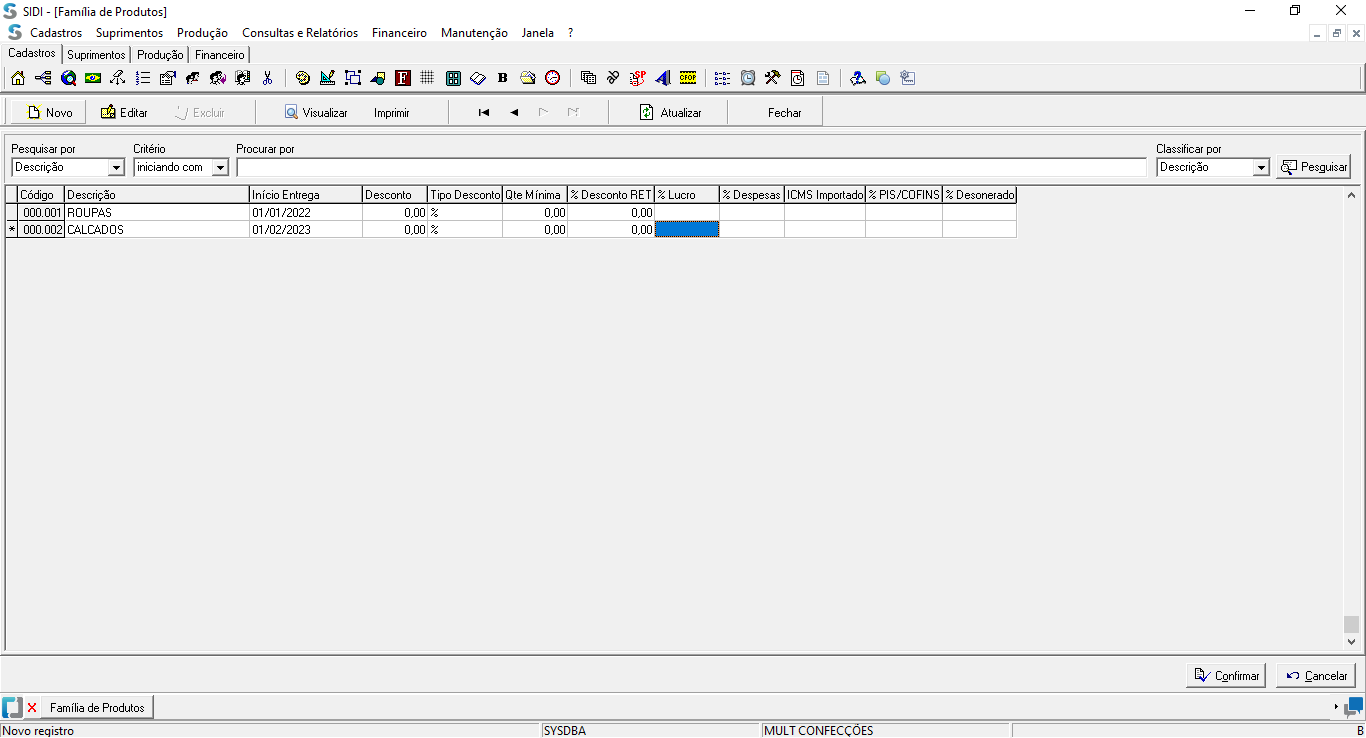 SIDI - [Família de Produtos]
Cadastros Suprimentos Produção Consultas e Relatórios Financeiro Manutenção Janela ?
Cadastros Suprimentos Produção Financeiro
F B SP CFOP
Novo Editar Excluir Visualizar Imprimir Atualizar Fechar
Pesquisar por Critério Procurar por Classificar por
Descrição iniciando com Descrição Pesquisar
Código Descrição Início Entrega Desconto Tipo Desconto Qte Mínima % Desconto RET % Lucro % Despesas ICMS Importado % PIS/COFINS % Desonerado
000.001 ROUPAS 01/01/2022 0,00 % 0,00 0,00
* 000.002 CALCADOS 01/02/2023 0,00 % 0,00 0,00
Confirmar Cancelar
Família de Produtos
Novo registro SYSDBA MULT CONFECÇÕES B